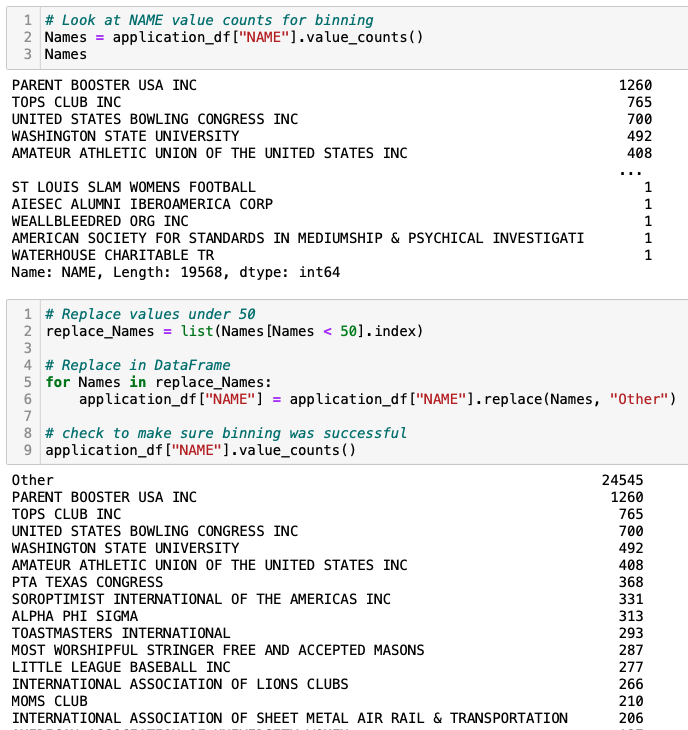 1 # Look at NAME value counts for binning
2 Names = application_df["NAME"].value_counts()
3 Names
PARENT BOOSTER USA INC 1260
TOPS CLUB INC 765
UNITED STATES BOWLING CONGRESS INC 700
WASHINGTON STATE UNIVERSITY 492
AMATEUR ATHLETIC UNION OF THE UNITED STATES INC 408
...
ST LOUIS SLAM WOMENS FOOTBALL 1
AIESEC ALUMNI IBEROAMERICA CORP 1
WEALLBLEEDRED ORG INC 1
AMERICAN SOCIETY FOR STANDARDS IN MEDIUMSHIP & PSYCHICAL INVESTIGATI 1
WATERHOUSE CHARITABLE TR 1
Name: NAME, Length: 19568, dtype: int64
1 # Replace values under 50
2 replace_Names = list(Names[Names < 50].index)
3
4 # Replace in DataFrame
5 for Names in replace_Names:
6     application_df["NAME"] = application_df["NAME"].replace(Names, "Other")
7
8 # check to make sure binning was successful
9 application_df["NAME"].value_counts()
Other 24545
PARENT BOOSTER USA INC 1260
TOPS CLUB INC 765
UNITED STATES BOWLING CONGRESS INC 700
WASHINGTON STATE UNIVERSITY 492
AMATEUR ATHLETIC UNION OF THE UNITED STATES INC 408
PTA TEXAS CONGRESS 368
SOROPTIMIST INTERNATIONAL OF THE AMERICAS INC 331
ALPHA PHI SIGMA 313
TOASTMASTERS INTERNATIONAL 293
MOST WORSHIPFUL STRINGER FREE AND ACCEPTED MASONS 287
LITTLE LEAGUE BASEBALL INC 277
INTERNATIONAL ASSOCIATION OF LIONS CLUBS 266
MOMS CLUB 210
INTERNATIONAL ASSOCIATION OF SHEET METAL AIR RAIL & TRANSPORTATION 206